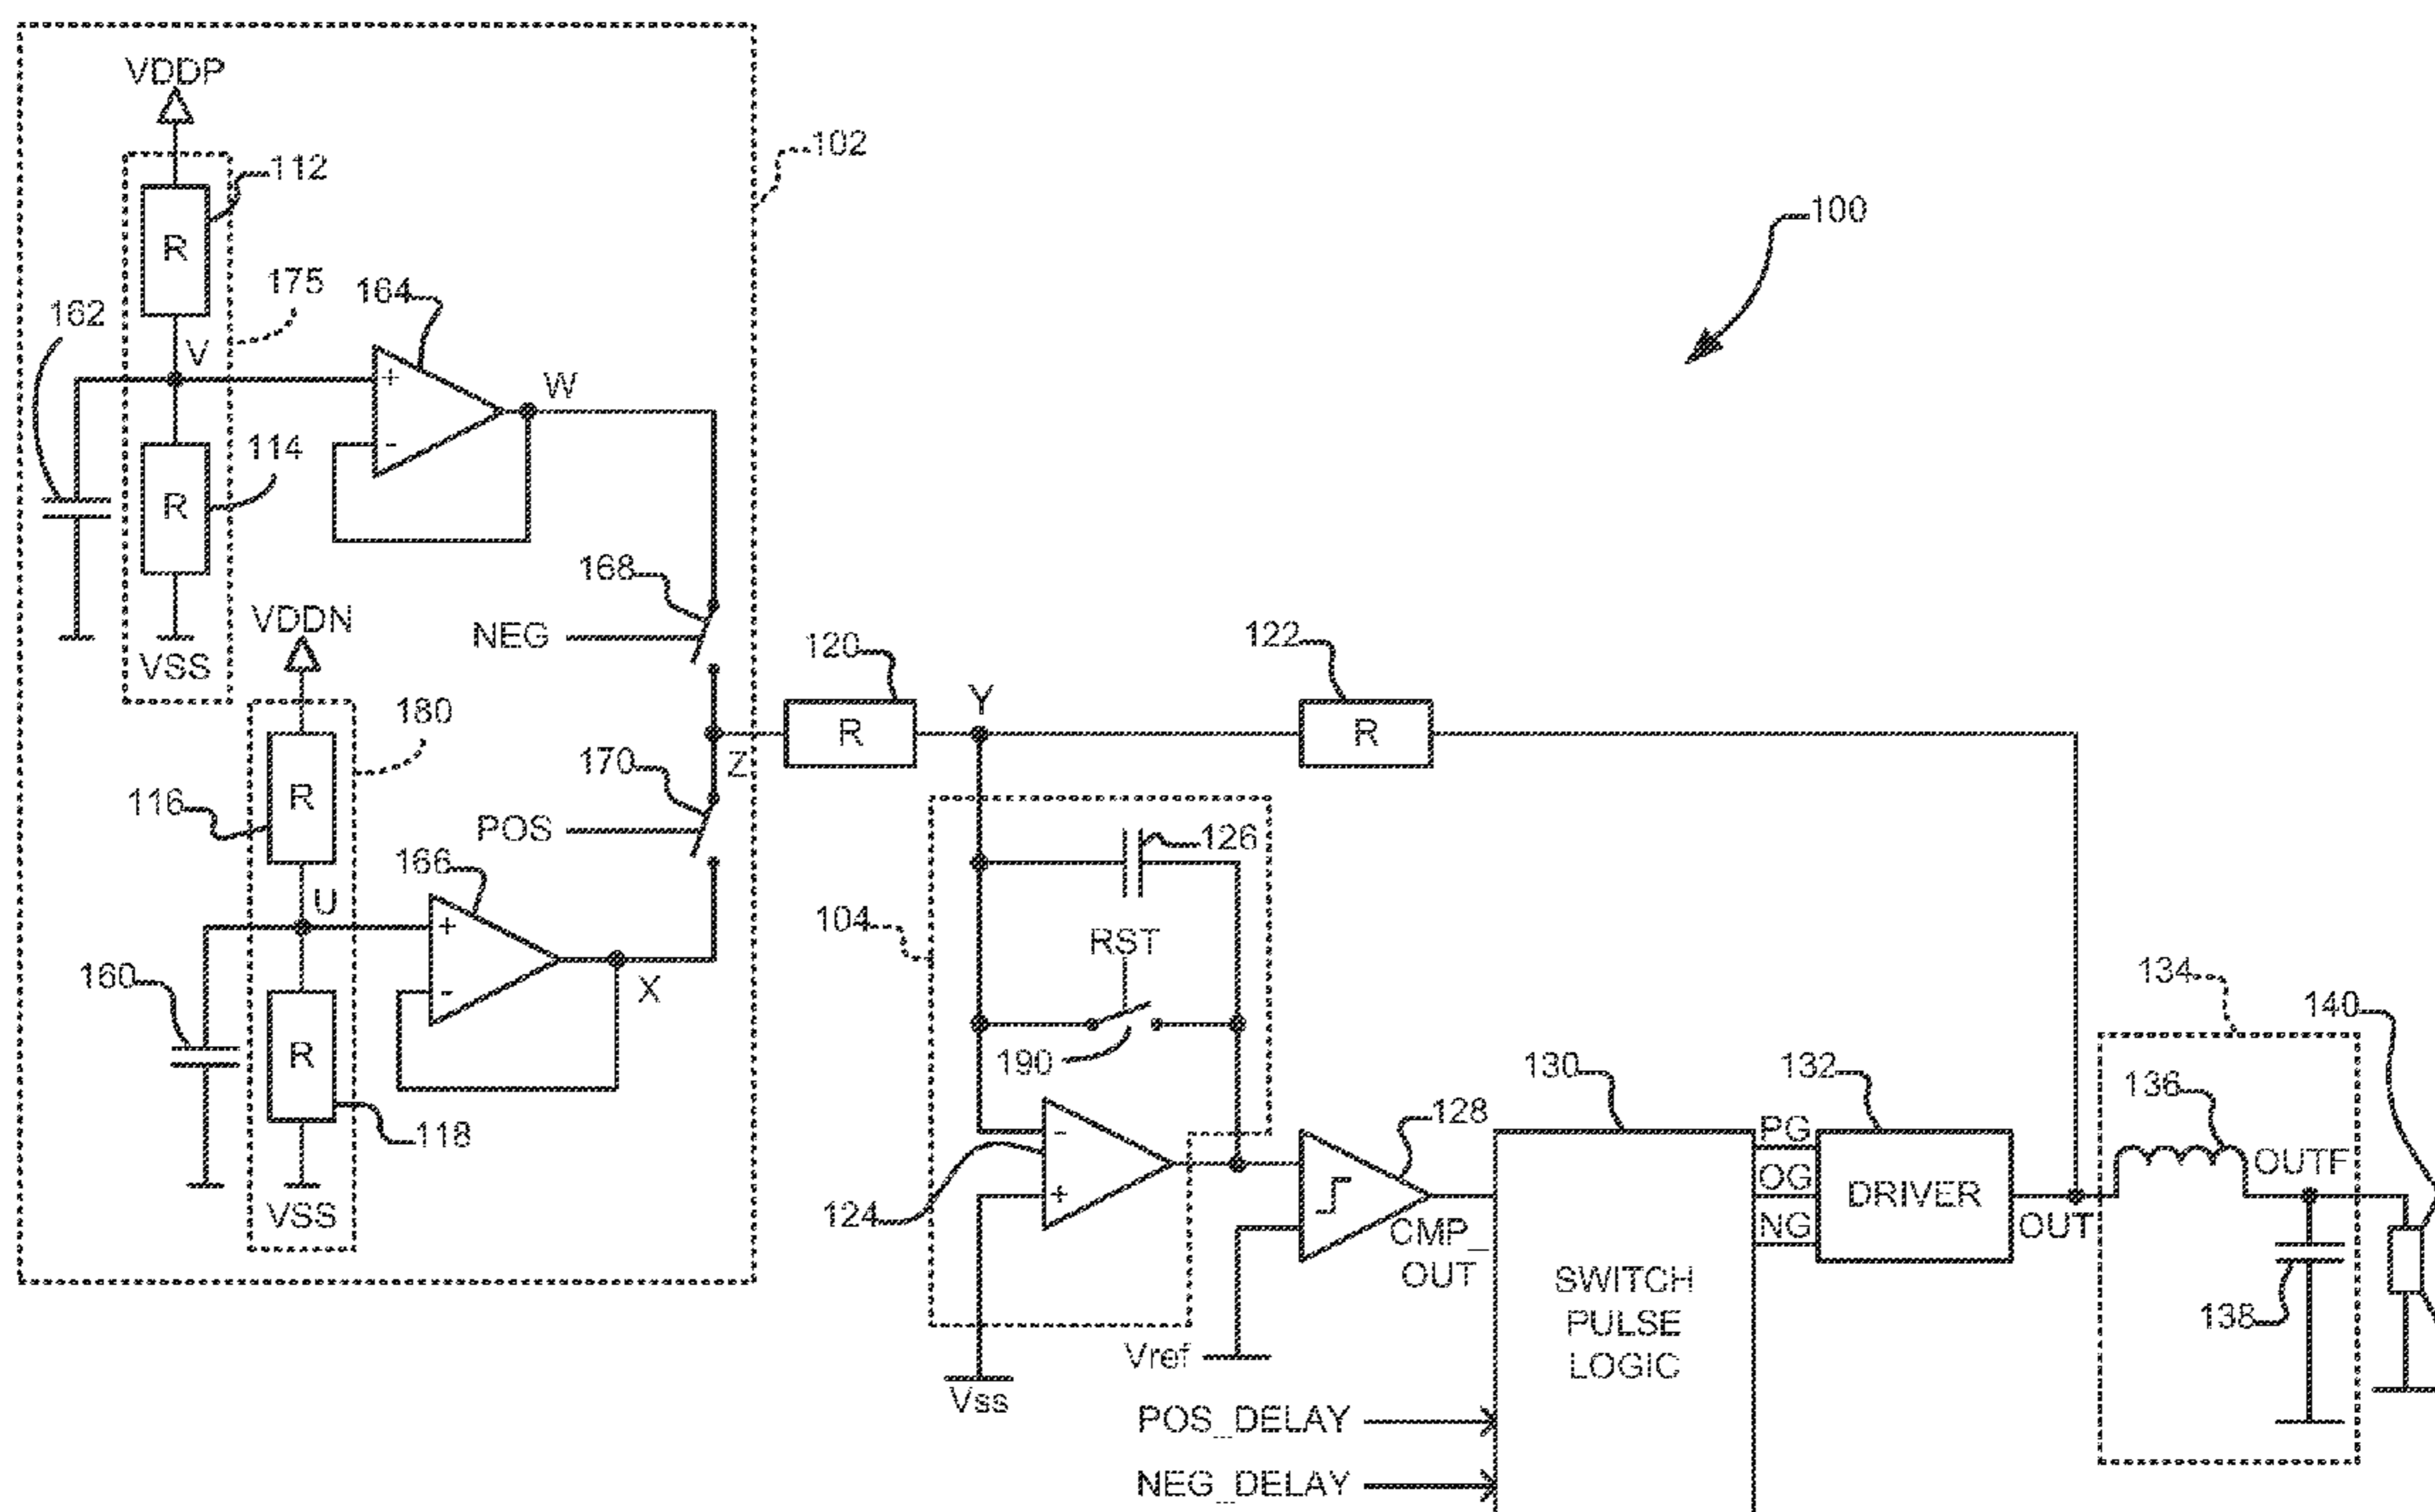 VDDP
112
102
R
100
175
164
162
V
W
114
R
168
VDDN
NEG
120
122
VSS
180
Y
R
R
R
170
Z
116
POS
126
166
U
104
RST
134
160
X
140
R
190
130
132
136
118
128
PG
OUTF
OG
DRIVER
VSS
124
NG
OUT
CMP_
OUT
SWITCH
PULSE
LOGIC
138
Vref
Vss
POS_DELAY
NEG_DELAY
+
-
+
-
-
+